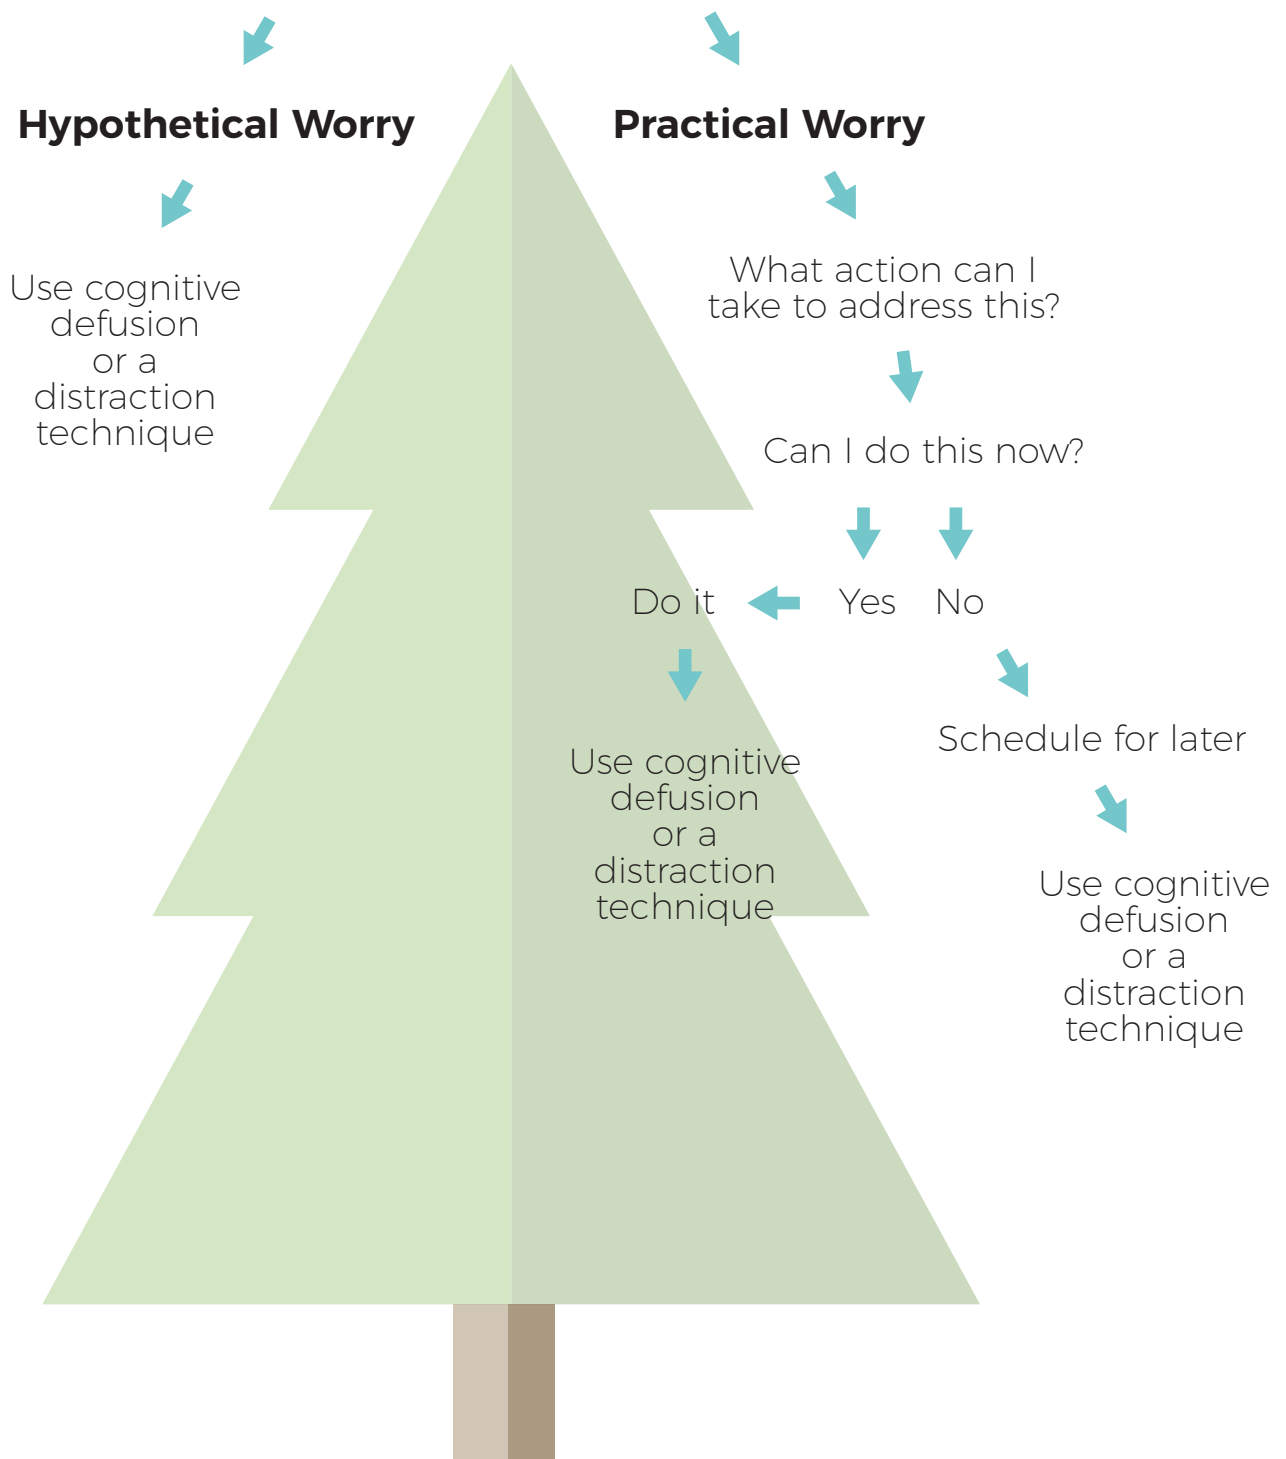 Hypothetical Worry
Use cognitive
defusion
or a
distraction
technique
Practical Worry
What action can I
take to address this?
Can I do this now?
Yes
No
Do it
Use cognitive
defusion
or a
distraction
technique
Schedule for later
Use cognitive
defusion
or a
distraction
technique